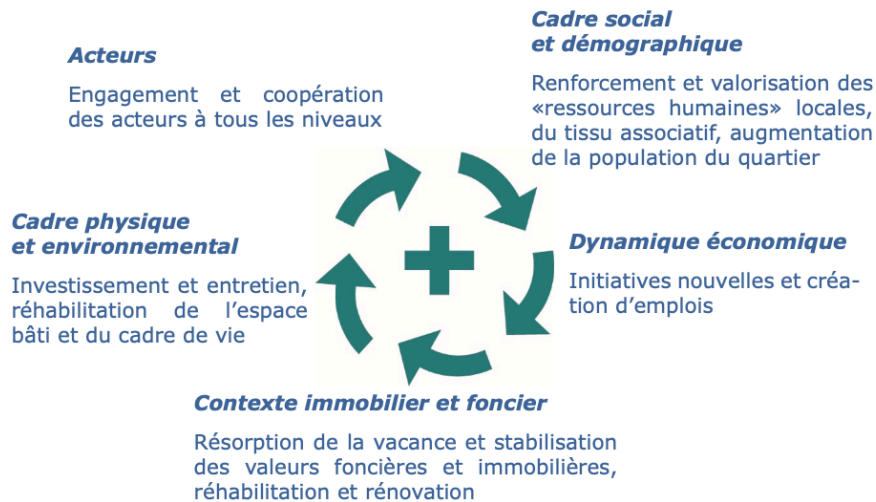 Acteurs
Engagement et coopération
des acteurs à tous les niveaux
Cadre social
et démographique
Renforcement et valorisation des
«ressources humaines» locales,
du tissu associatif, augmentation
de la population du quartier
Cadre physique
et environnemental
Investissement et entretien,
réhabilitation de l’espace
bâti et du cadre de vie
Dynamique économique
Initiatives nouvelles et créa-
tion d’emplois
Contexte immobilier et foncier
Résorption de la vacance et stabilisation
des valeurs foncières et immobilières,
réhabilitation et rénovation